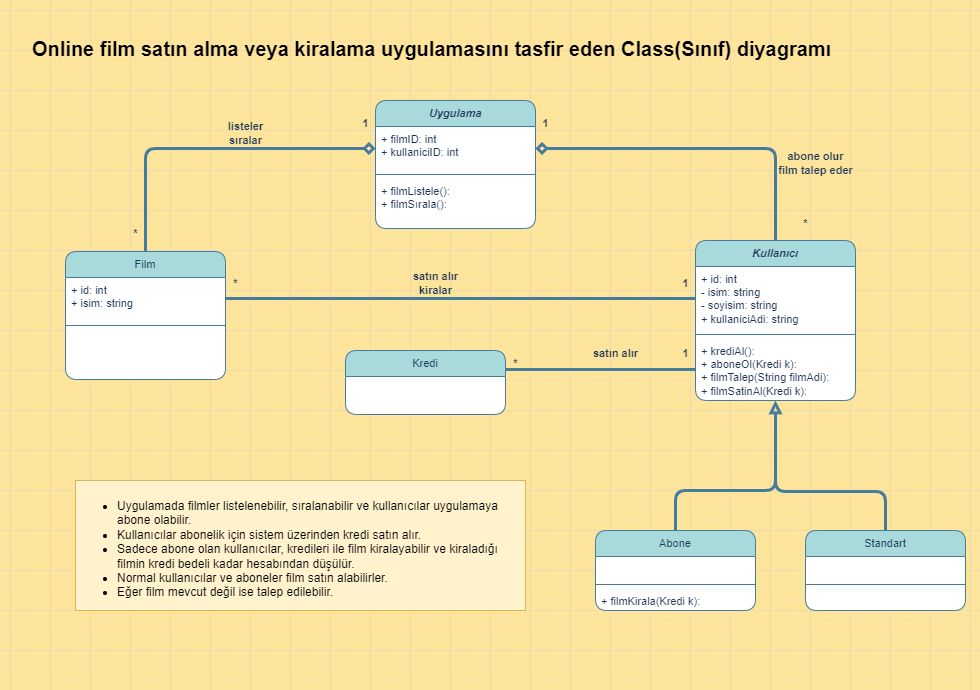 Online film satın alma veya kiralama uygulamasını tasfir eden Class(Sınıf) diyagramı
listeler
sıralar
1
Uygulama
+ filmID: int
+ kullaniciID: int
+ filmListele():
+ filmSırala():
1
abone olur
film talep eder
*
*
Film
+ id: int
+ isim: string
*
satın alır
kiralar
1
Kullanıcı
+ id: int
- isim: string
- soyisim: string
+ kullaniciAdi: string
+ krediAl():
+ aboneOl(Kredi k):
+ filmTalep(String filmAdi):
+ filmSatinAl(Kredi k):
Kredi
*
satın alır
1
• Uygulamada filmler listelenebilir, sıralanabilir ve kullanıcılar uygulamaya
abone olabilir.
• Kullanıcılar abonelik için sistem üzerinden kredi satın alır.
• Sadece abone olan kullanıcılar, kredileri ile film kiralayabilir ve kiraladığı
filmin kredi bedeli kadar hesabından düşülür.
• Normal kullanıcılar ve aboneler film satın alabilirler.
• Eğer film mevcut değil ise talep edilebilir.
Abone
+ filmKirala(Kredi k):
Standart